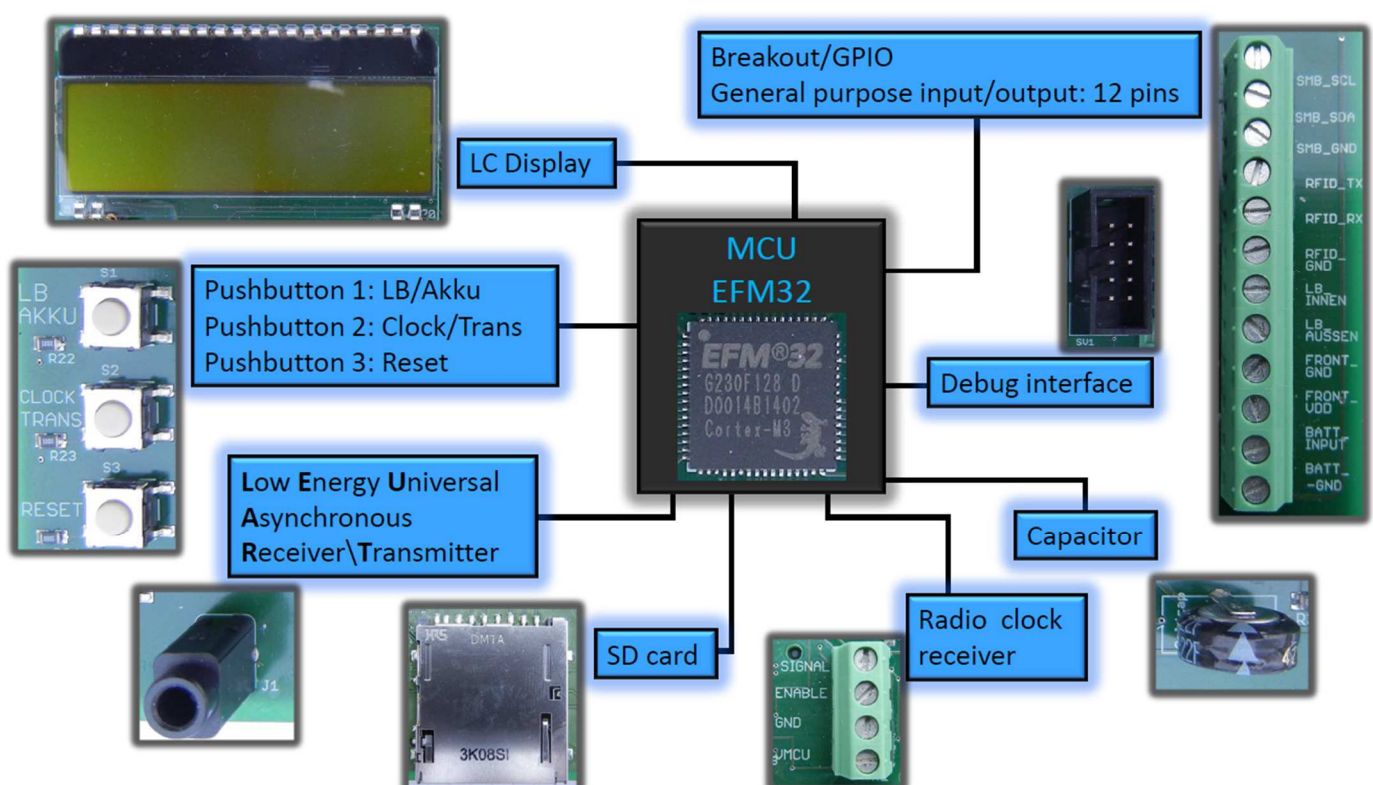 LC Display
Breakout/GPIO
General purpose input/output: 12 pins
SMB_SCL
SMB_SDA
SMB_GND
RFID_TX
RFID_RX
RFID_
GND
LB_
INNEN
LB_
AUSSEN
FRONT_
GND
FRONT_
VDD
BATT_
INPUT
BATT_
-GND
S1
LB
AKKU
R22
S2
CLOCK
TRANS
R23
S3
RESET
Pushbutton 1: LB/Akku
Pushbutton 2: Clock/Trans
Pushbutton 3: Reset
MCU
EFM32
EFM®32
G230F128 D
D0014B1402
Cortex-M3
SV1
Debug interface
Low Energy Universal
Asynchronous
Receiver\Transmitter
Capacitor
J1
HRS
DM1A
3K08SI
SD card
SIGNAL
ENABLE
GND
VMCU
Radio clock
receiver